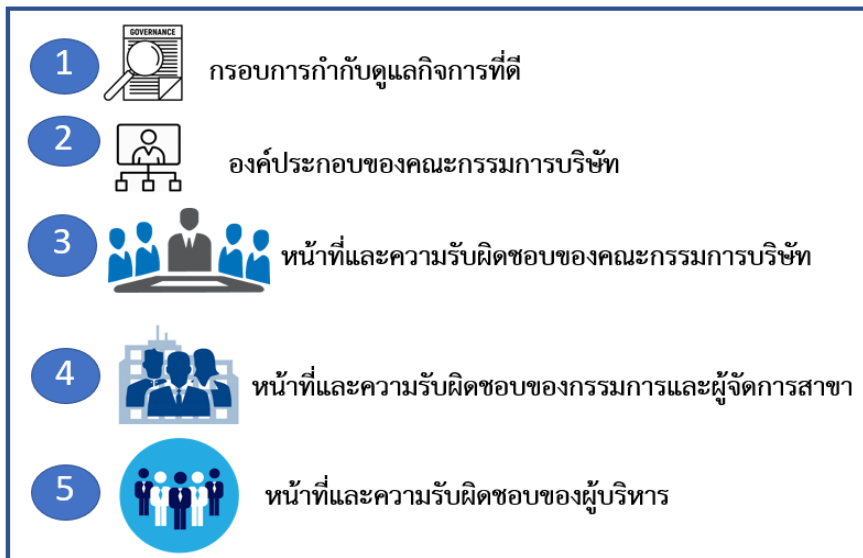 GOVERNANCE
1
กรอบการกำกับดูแลกิจการที่ดี
2
องค์ประกอบของคณะกรรมการบริษัท
3
หน้าที่และความรับผิดชอบของคณะกรรมการบริษัท
4
หน้าที่และความรับผิดชอบของกรรมการและผู้จัดการสาขา
5
หน้าที่และความรับผิดชอบของผู้บริหาร